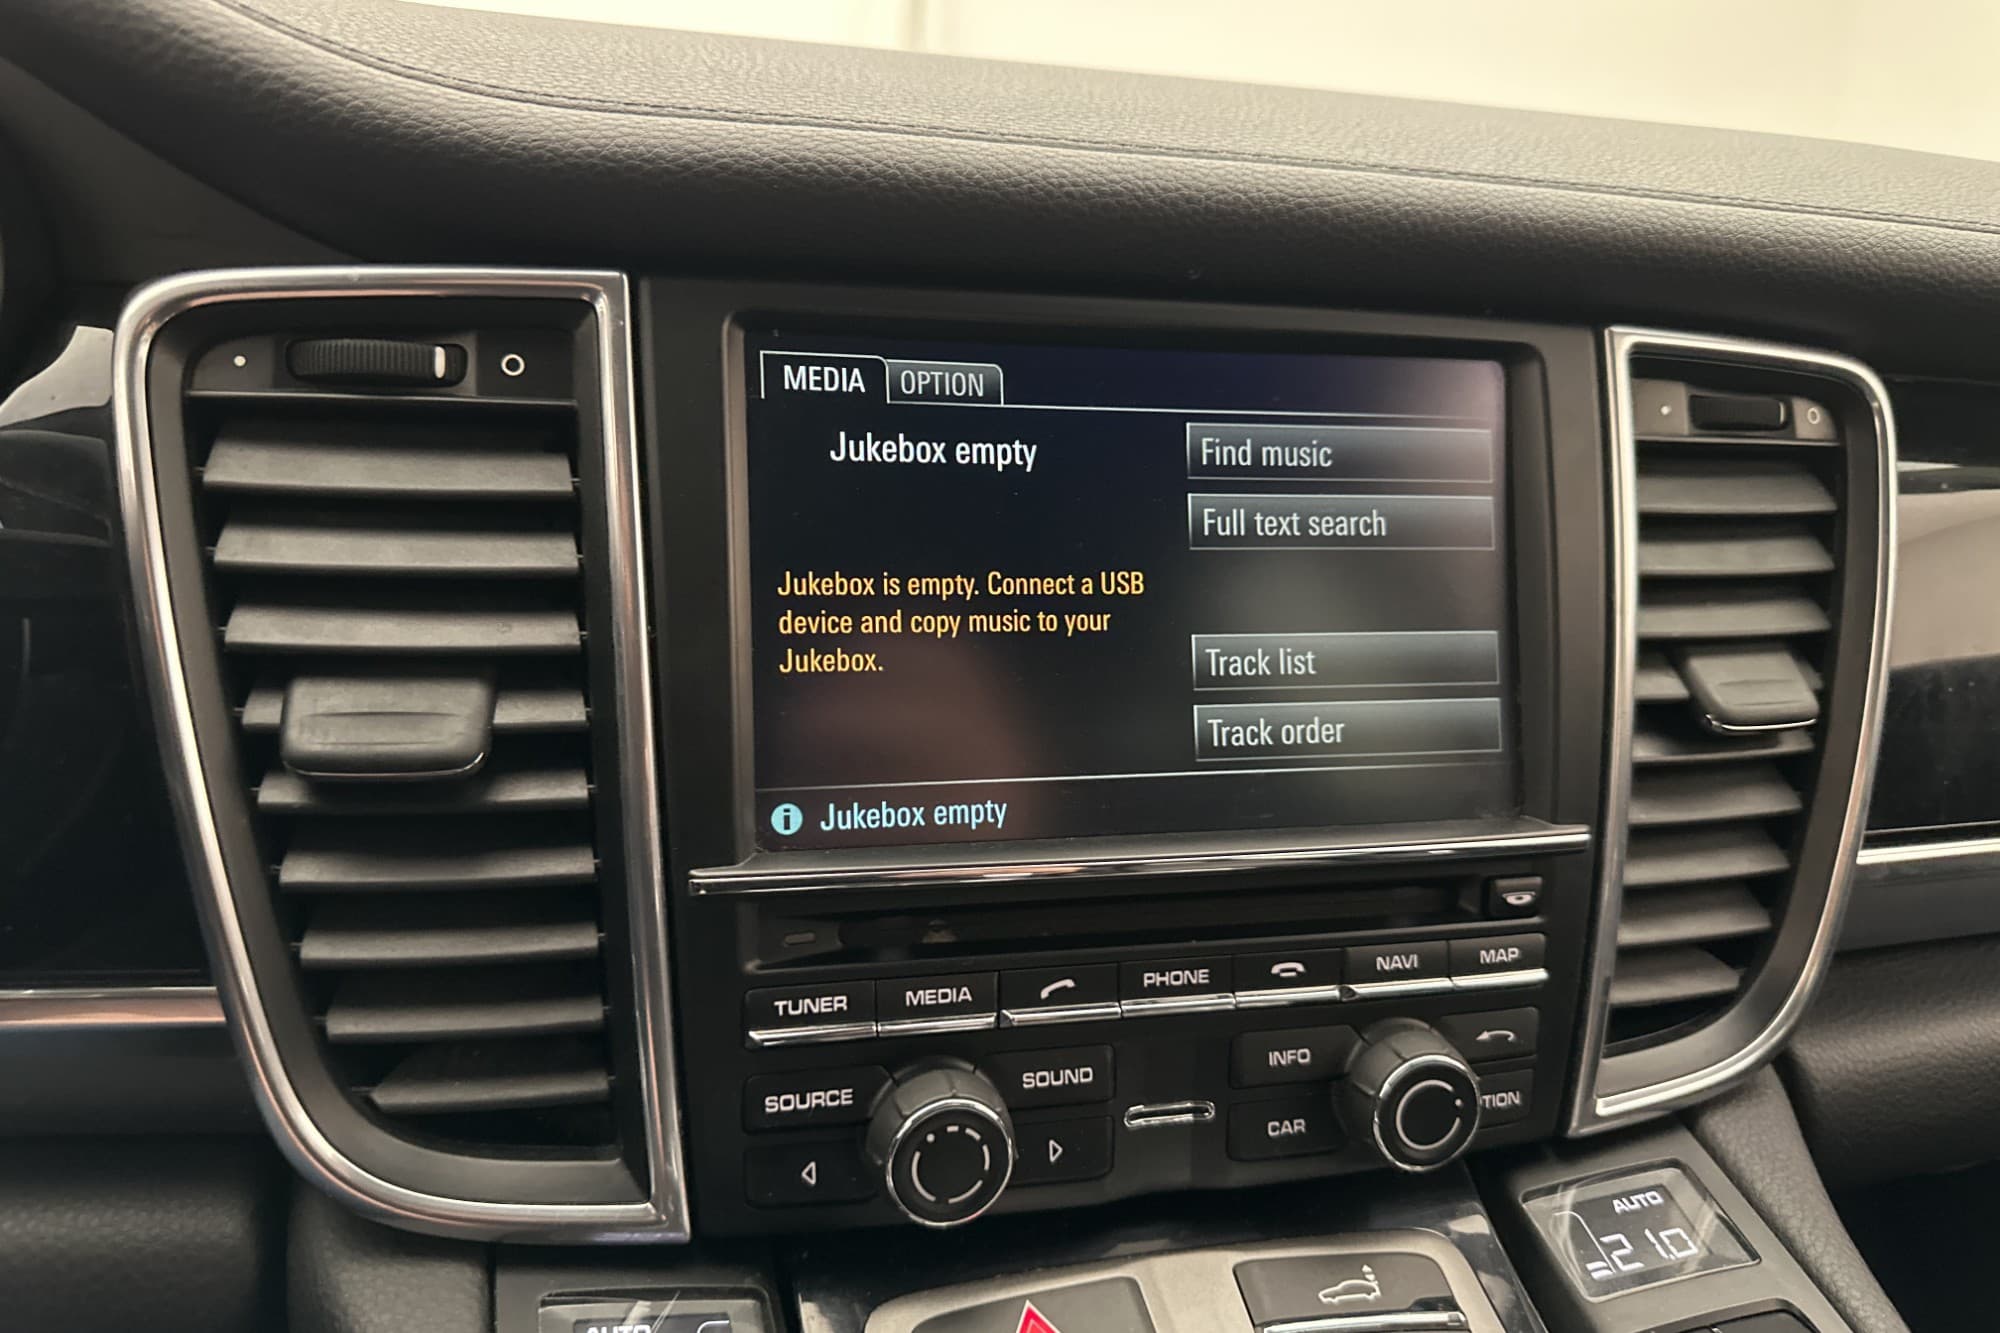 MEDIA OPTION
Jukebox empty
Find music
Full text search
Jukebox is empty. Connect a USB
device and copy music to your
Jukebox.
Track list
Track order
Jukebox empty
TUNER MEDIA PHONE NAVI MAP
SOURCE SOUND INFO
CAR TION
AUTO
21.0
AUTO